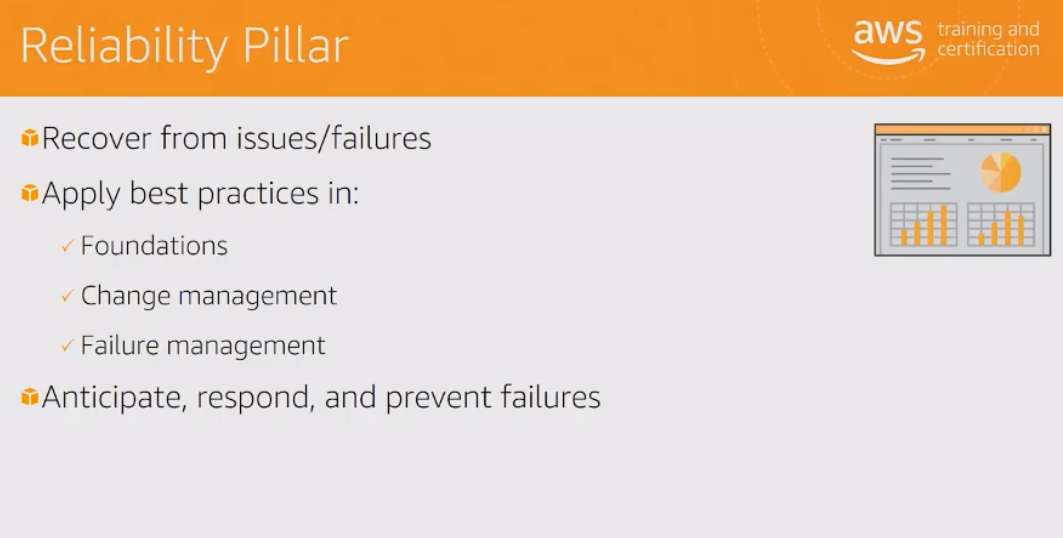 Reliability Pillar
aws training and
certification
Recover from issues/failures
Apply best practices in:
Foundations
Change management
Failure management
Anticipate, respond, and prevent failures